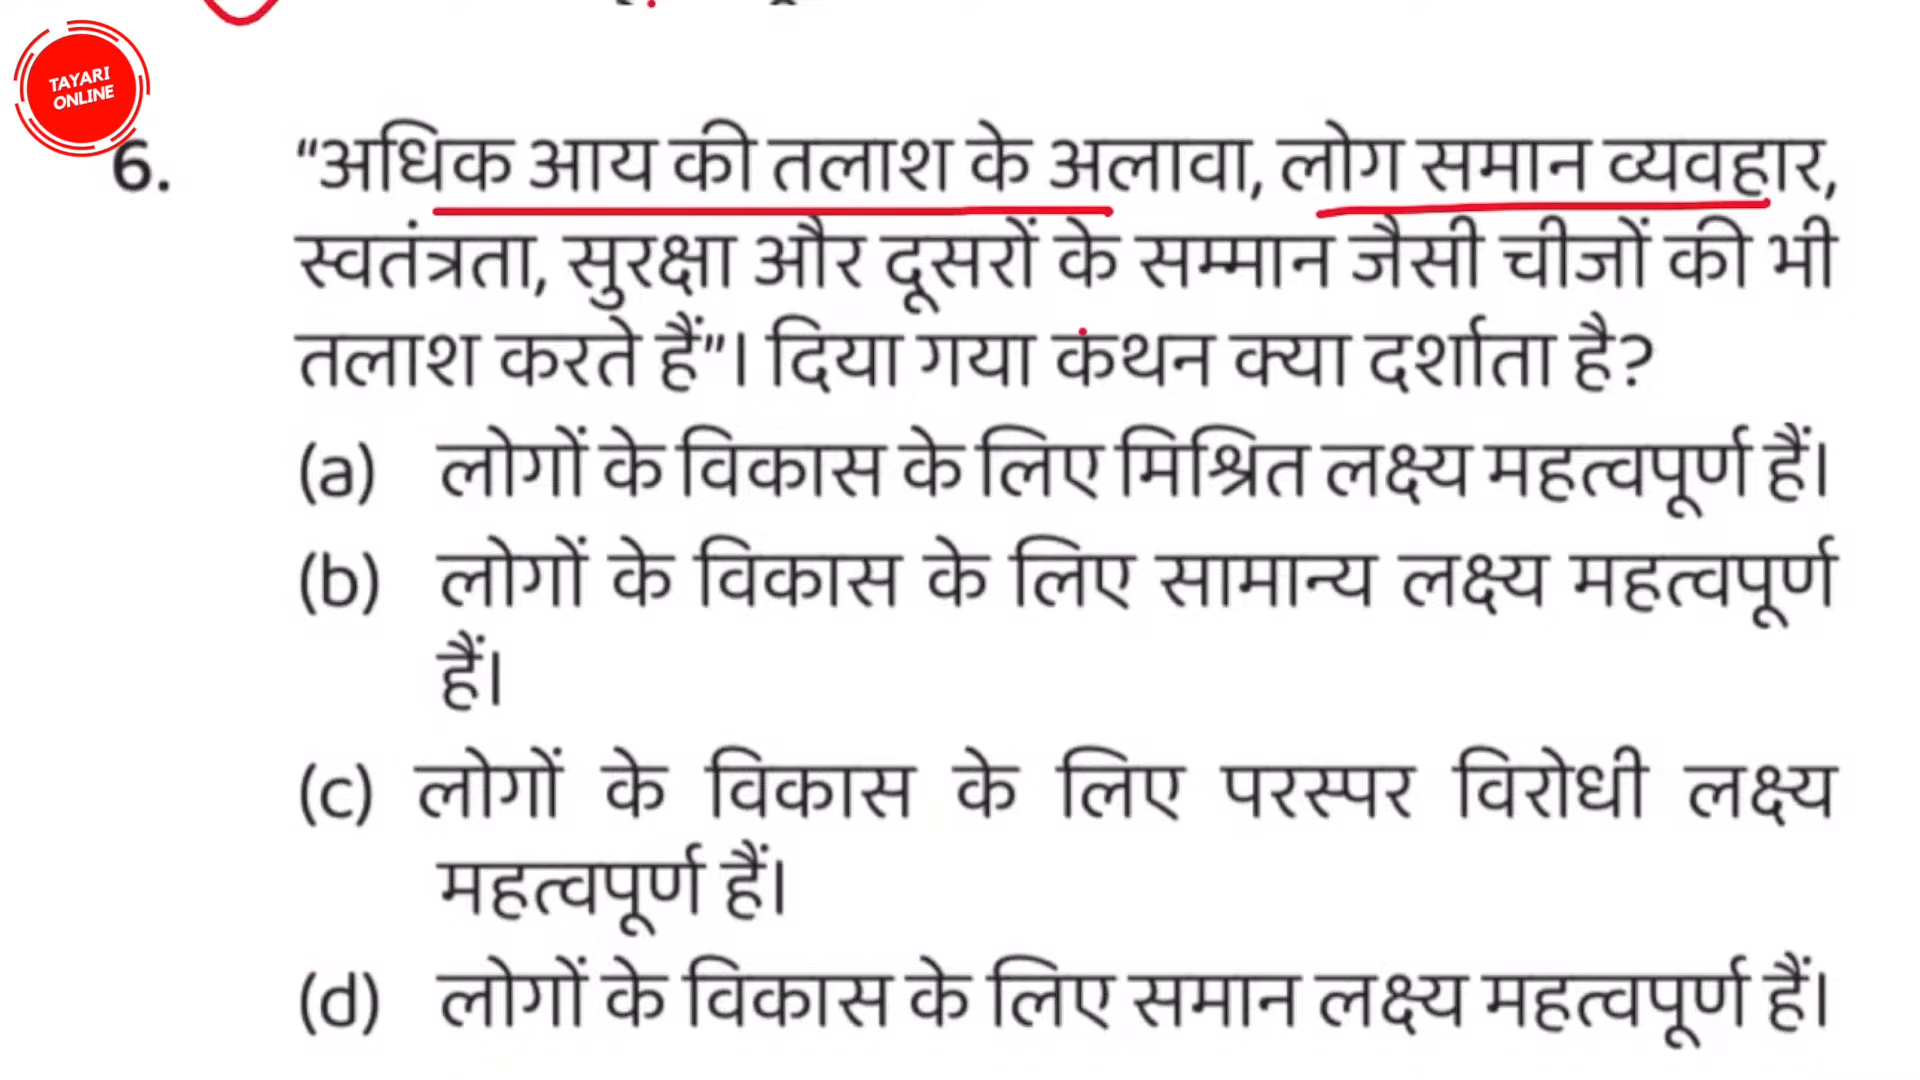 TAYARI
ONLINE
6. “अधिक आय की तलाश के अलावा, लोग समान व्यवहार,
स्वतंत्रता, सुरक्षा और दूसरों के सम्मान जैसी चीजों की भी
तलाश करते हैं”। दिया गया कथन क्या दर्शाता है?
(a) लोगों के विकास के लिए मिश्रित लक्ष्य महत्वपूर्ण हैं।
(b) लोगों के विकास के लिए सामान्य लक्ष्य महत्वपूर्ण
हैं।
(c) लोगों के विकास के लिए परस्पर विरोधी लक्ष्य
महत्वपूर्ण हैं।
(d) लोगों के विकास के लिए समान लक्ष्य महत्वपूर्ण हैं।